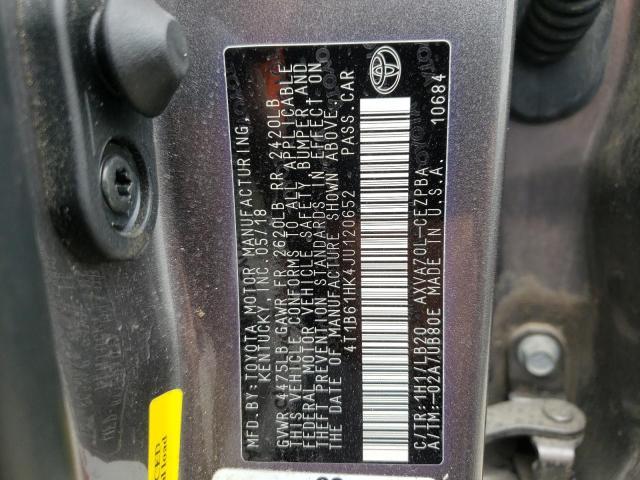 MFD. BY: TOYOTA MOTOR MANUFACTURING,
KENTUCKY, INC. 05/18
GVWR 4475LB GAWR FR 2620LB RR 2420LB
THIS VEHICLE CONFORMS TO ALL APPLICABLE
FEDERAL MOTOR VEHICLE SAFETY, BUMPER, AND
THEFT PREVENTION STANDARDS IN EFFECT ON
THE DATE OF MANUFACTURE SHOWN ABOVE.
4T1B61HK4JU120652 PASS. CAR
C/TR: 1H1/LB20 AXVA70L-CEZPBA
A/TM: -02A/UB80E MADE IN U.S.A.
10684